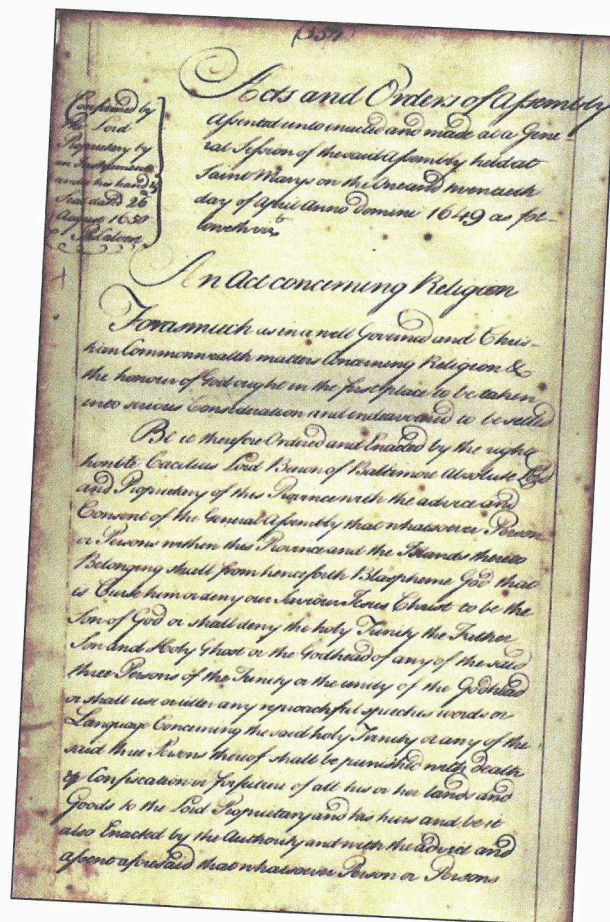 Confirmed by
the Lord
Proprietary by
an Instrument
under his hand &
Seal dated 26
August 1650
Acts and Orders of Assembly
assented unto enacted and made at a Gene-
ral Session of the said Assembly held at
Saint Marys on the one and twentieth
day of April Anno Domini 1649 as fol-
loweth vizt
An Act concerning Religion
Forasmuch as in a well Governed and Chris-
tian Commonwealth matters Concerning Religion &
the honour of God ought in the first place to be taken
into serious Consideration and endeavoured to be settled
Be it therefore Ordered and Enacted by the right
honble Cæcilius Lord Baron of Baltimore Absolute Lord
and Proprietary of this Province with the advice and
Consent of the General Assembly that whatsoever Person
or Persons within this Province and the Islands thereto
Belonging shall from henceforth Blaspheme God that
is Curse him or deny our Saviour Jesus Christ to be the
Son of God or shall deny the holy Trinity the Father
Son and Holy Ghost or the Godhead of any of the said
three Persons of the Trinity or the unity of the Godhead
or shall use or utter any reproachful speeches words or
Language Concerning the said holy Trinity or any of the
said three Persons thereof shall be punished with death
& Confiscation or forfeiture of all his or her lands and
Goods to the Lord Proprietary and his heirs and be it
also Enacted by the Authority and with the advice and
assent aforesaid that whatsoever Person or Persons